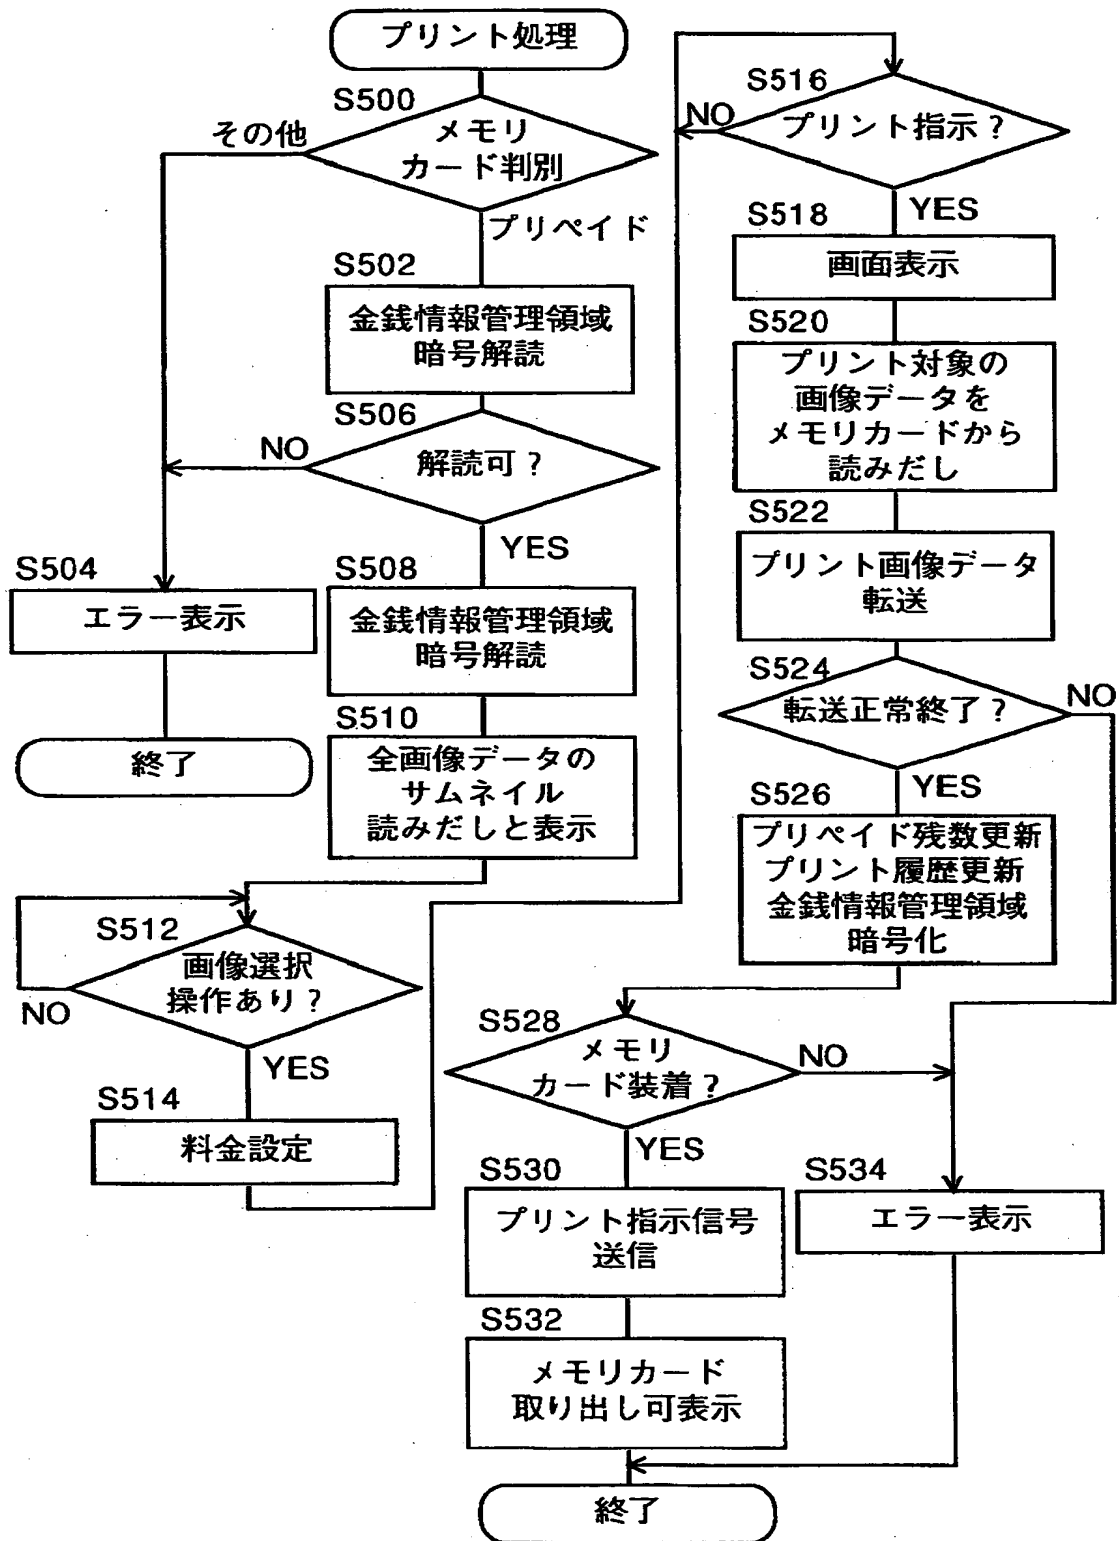 プリント処理
S500
メモリ
カード判別
その他
プリペイド
S502
金銭情報管理領域
暗号解読
S506
解読可？
NO
YES
S504
エラー表示
終了
S508
金銭情報管理領域
暗号解読
S510
全画像データの
サムネイル
読みだしと表示
S512
画像選択
操作あり？
NO
YES
S514
料金設定
S516
プリント指示？
NO
YES
S518
画面表示
S520
プリント対象の
画像データを
メモリカードから
読みだし
S522
プリント画像データ
転送
S524
転送正常終了？
NO
YES
S526
プリペイド残数更新
プリント履歴更新
金銭情報管理領域
暗号化
S528
メモリ
カード装着？
NO
YES
S530
プリント指示信号
送信
S534
エラー表示
S532
メモリカード
取り出し可表示
終了